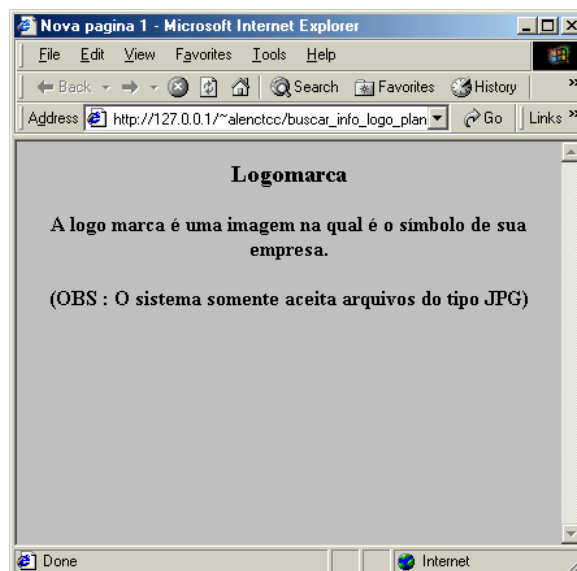 Nova pagina 1 - Microsoft Internet Explorer
File Edit View Favorites Tools Help
Back Search Favorites History »
Address http://127.0.0.1/~alenctcc/buscar_info_logo_plan Go Links »
Logomarca
A logo marca é uma imagem na qual é o símbolo de sua
empresa.
(OBS : O sistema somente aceita arquivos do tipo JPG)
Done Internet